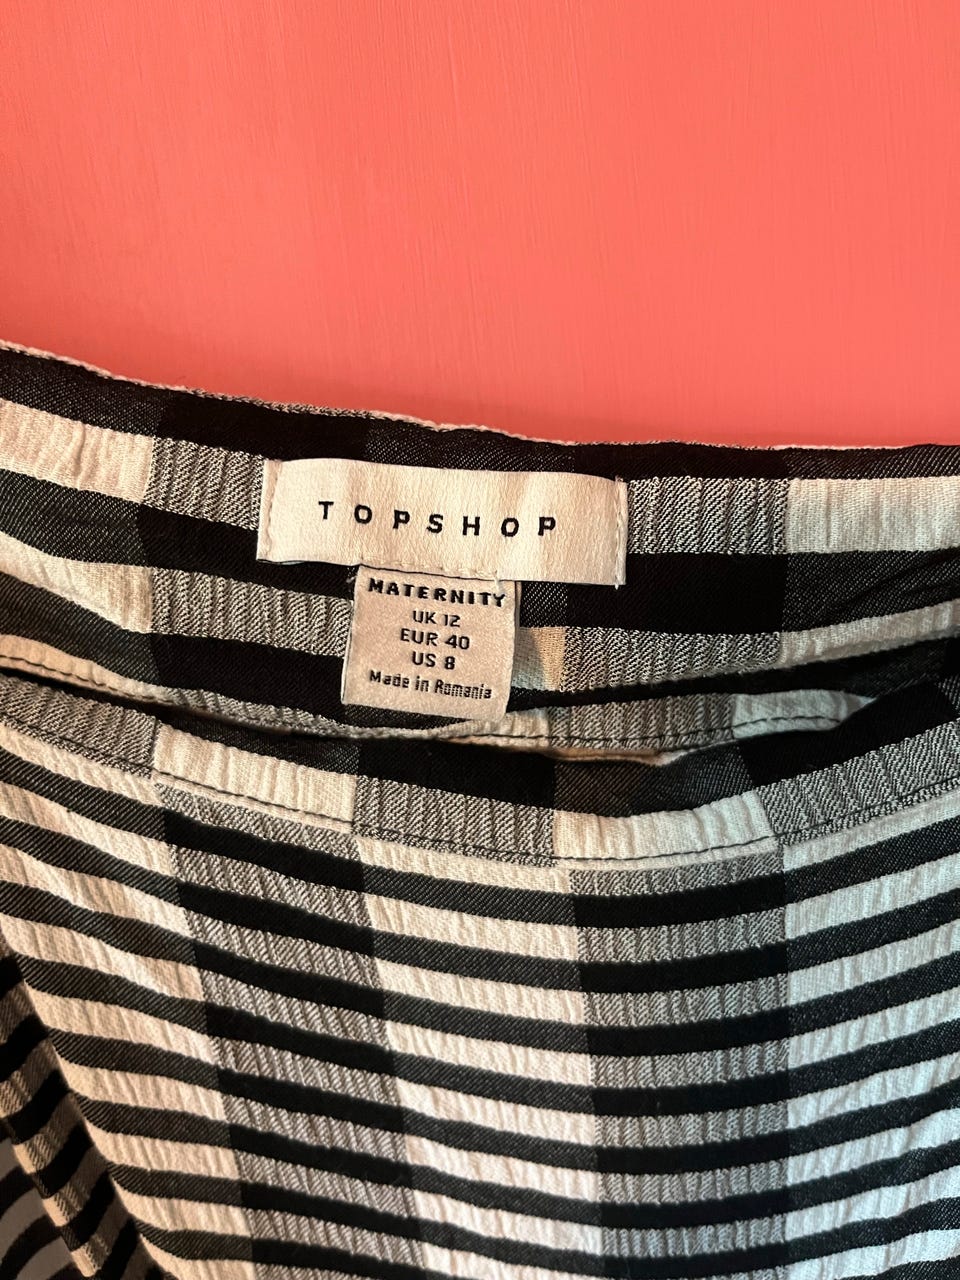 TOPSHOP
MATERNITY
UK 12
EUR 40
US 8
Made in Romania